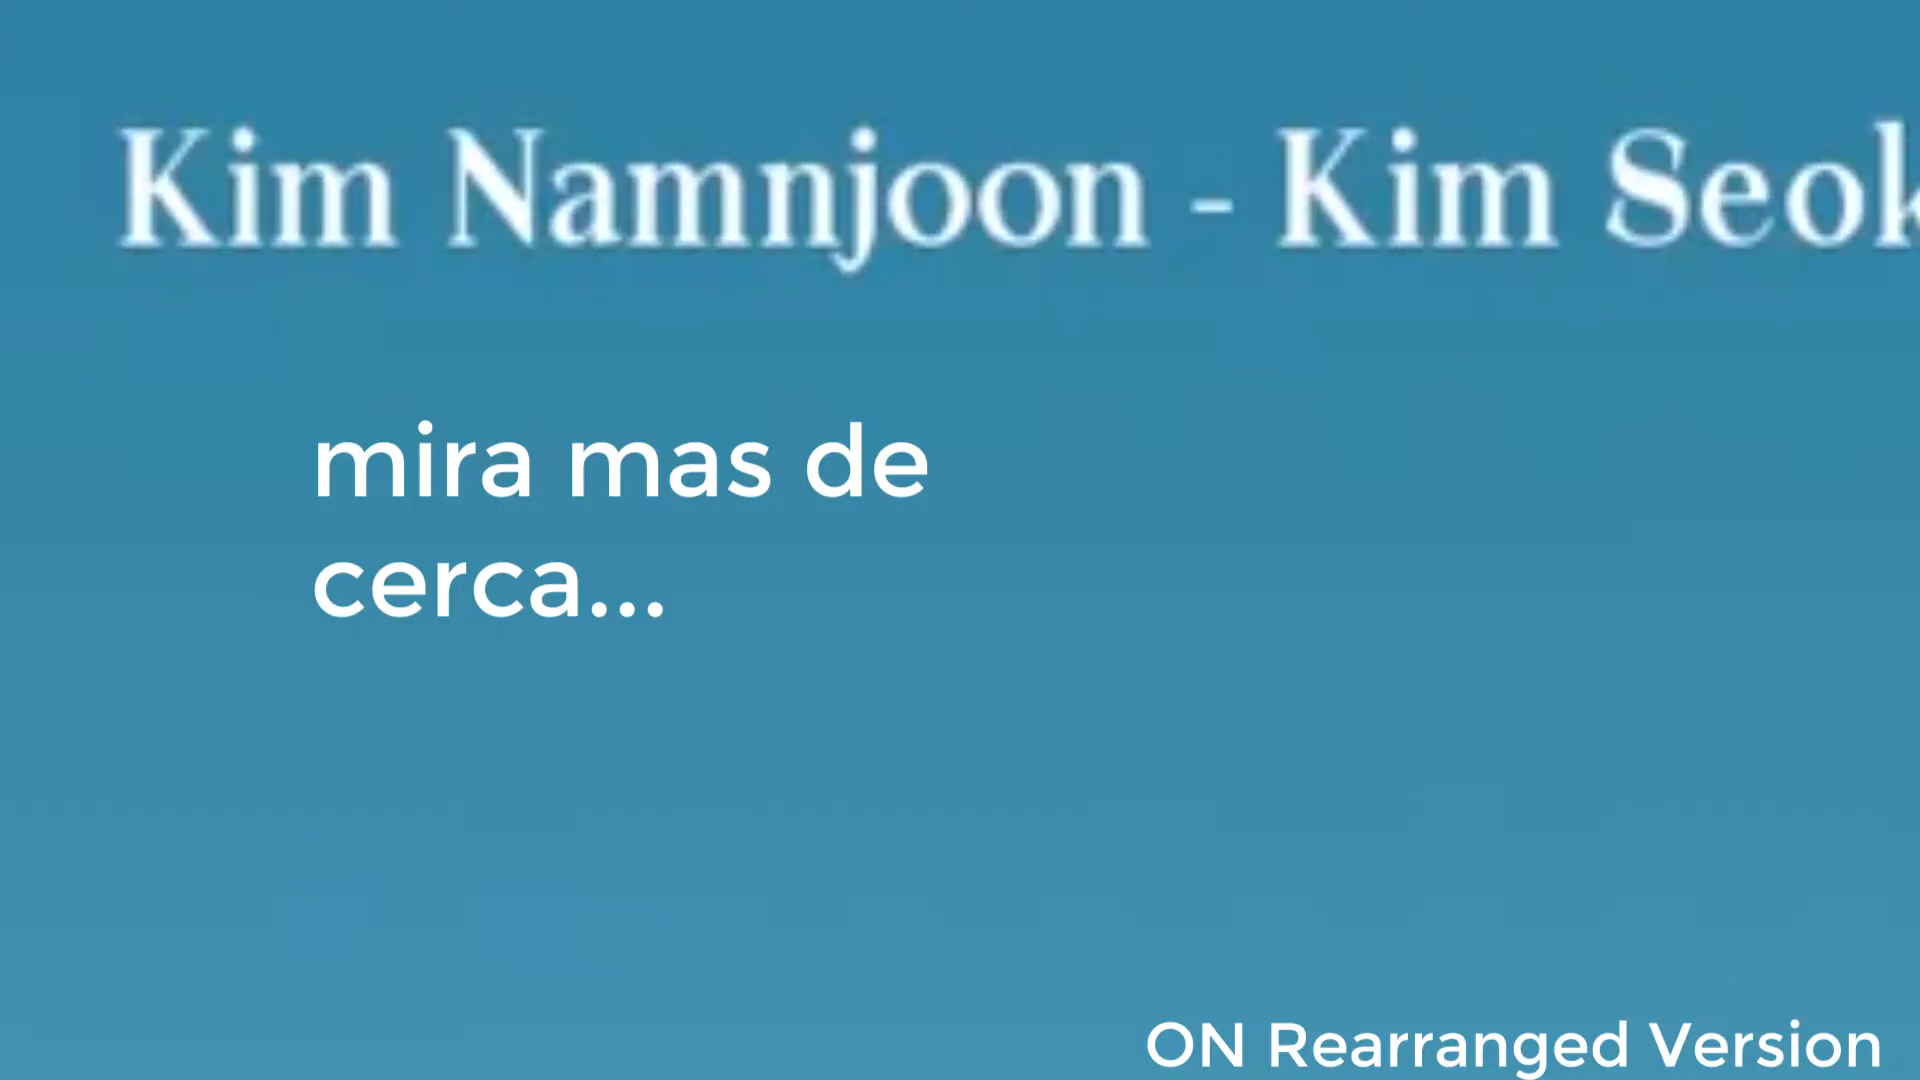 Kim Namnjoon - Kim Seok
mira mas de
cerca...
ON Rearranged Version